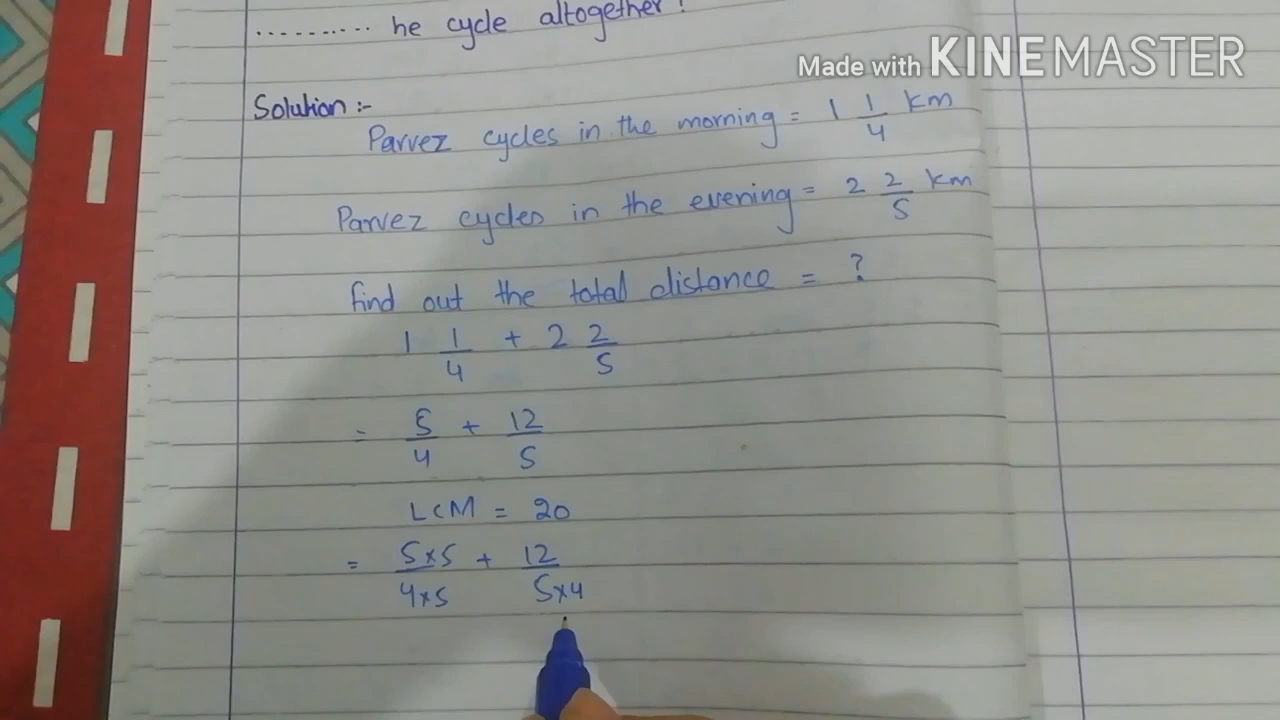 .......... he cycle altogether?
Made with KINEMASTER
Solution :-
Parvez cycles in the morning = 1 1/4 km
Parvez cycles in the evening = 2 2/5 km
find out the total distance = ?
1 1/4 + 2 2/5
= 5/4 + 12/5
LCM = 20
= 5×5/4×5 + 12/5×4